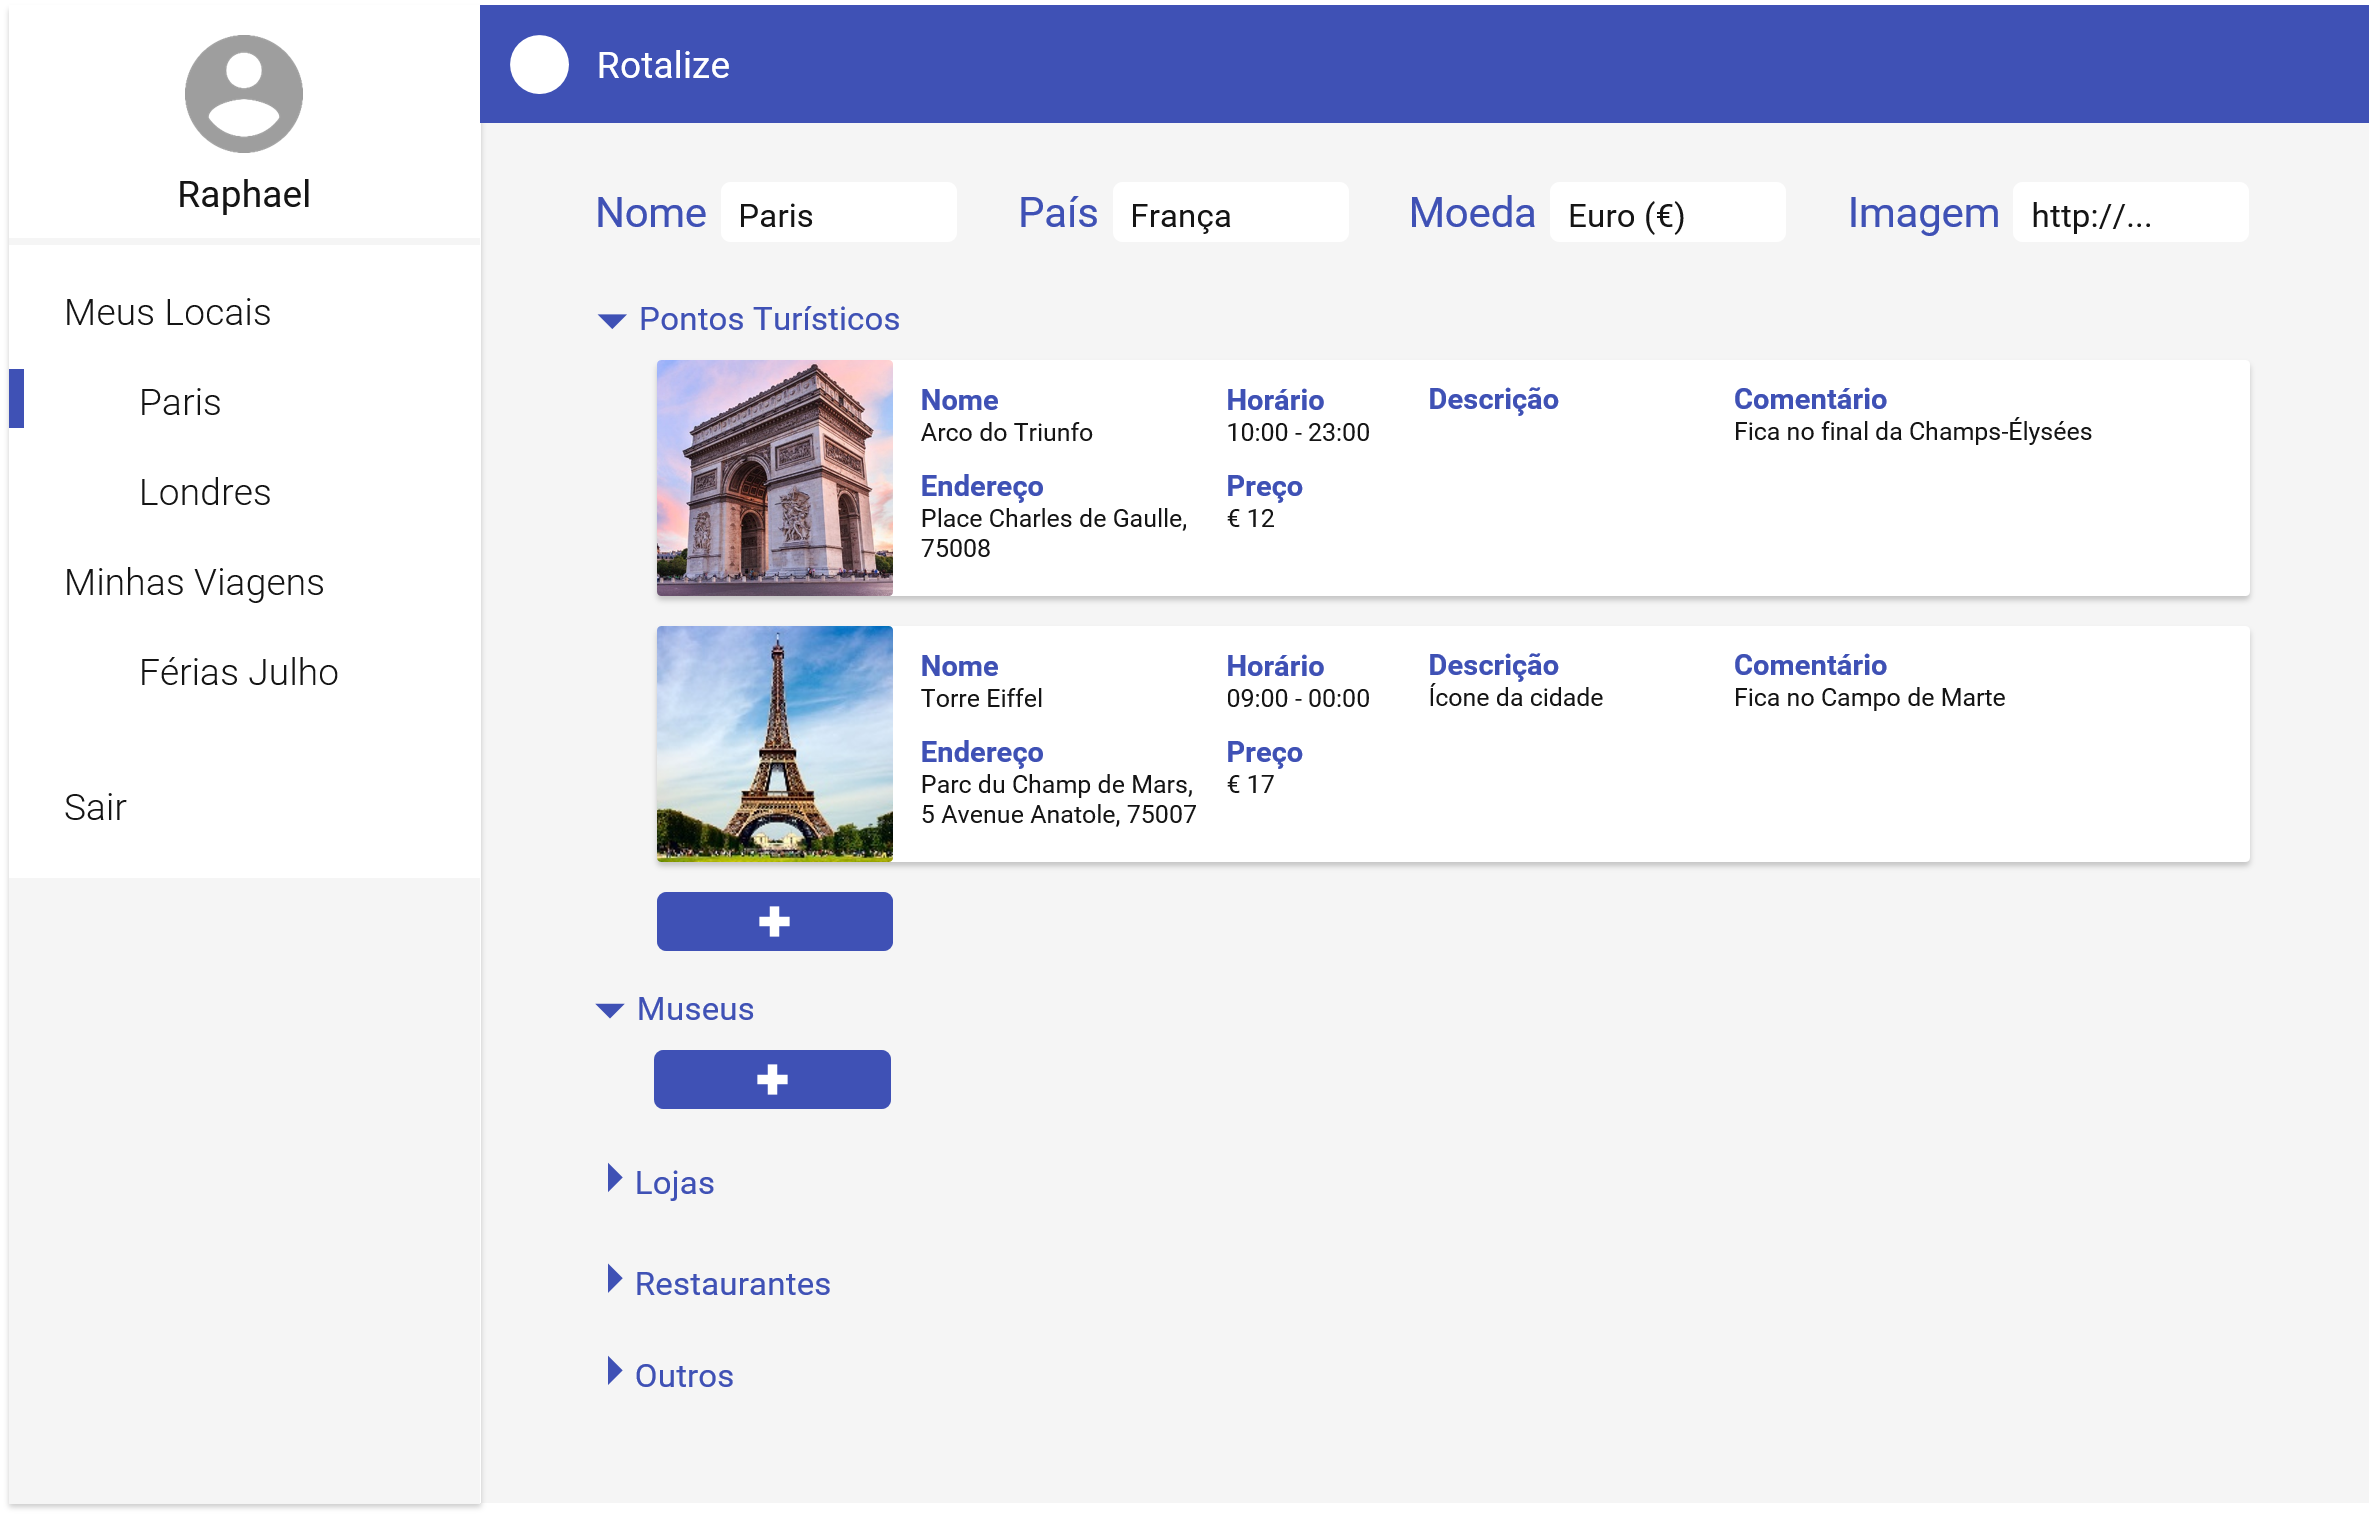 Raphael
Meus Locais
Paris
Londres
Minhas Viagens
Férias Julho
Sair
Rotalize
Nome Paris País França Moeda Euro (€) Imagem http://...
Pontos Turísticos
Nome Horário Descrição Comentário
Arco do Triunfo 10:00 - 23:00 Fica no final da Champs-Élysées
Endereço Preço
Place Charles de Gaulle, € 12
75008
Nome Horário Descrição Comentário
Torre Eiffel 09:00 - 00:00 Ícone da cidade Fica no Campo de Marte
Endereço Preço
Parc du Champ de Mars, € 17
5 Avenue Anatole, 75007
Museus
Lojas
Restaurantes
Outros